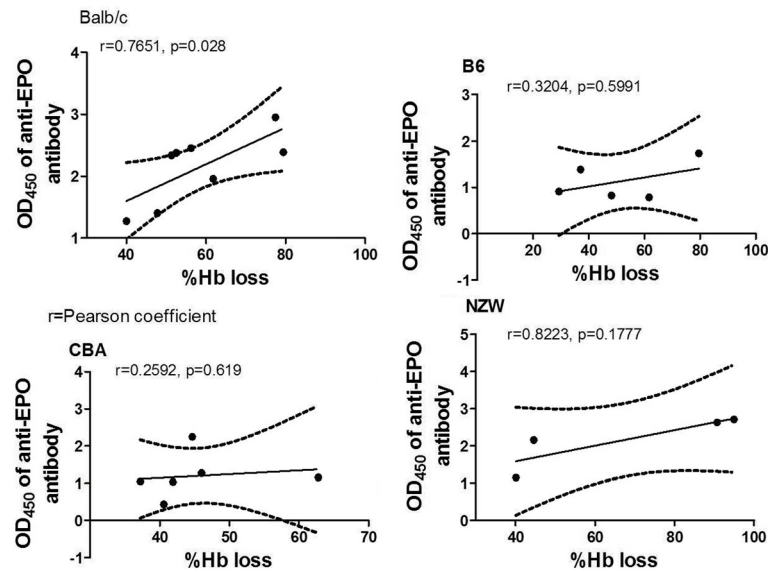 Balb/c
r=0.7651, p=0.028
OD450 of anti-EPO
antibody
4
3
2
1
40
60
80
100
%Hb loss
B6
r=0.3204, p=0.5991
OD450 of anti-EPO
antibody
4
3
2
1
0
-1
20
40
60
80
100
%Hb loss
r=Pearson coefficient
CBA
r=0.2592, p=0.619
OD450 of anti-EPO
antibody
4
3
2
1
0
-1
40
50
60
70
%Hb loss
NZW
r=0.8223, p=0.1777
OD450 of anti-EPO
antibody
5
4
3
2
1
0
40
60
80
100
%Hb loss